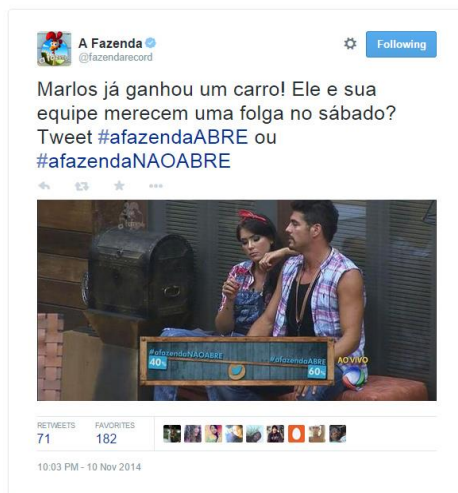 A Fazenda
@fazendarecord
Following
Marlos já ganhou um carro! Ele e sua
equipe merecem uma folga no sábado?
Tweet #afazendaABRE ou
#afazendaNAOABRE
#afazendaNAOABRE
40%
#afazendaABRE
60%
AO VIVO
RETWEETS
71
FAVORITES
182
10:03 PM - 10 Nov 2014